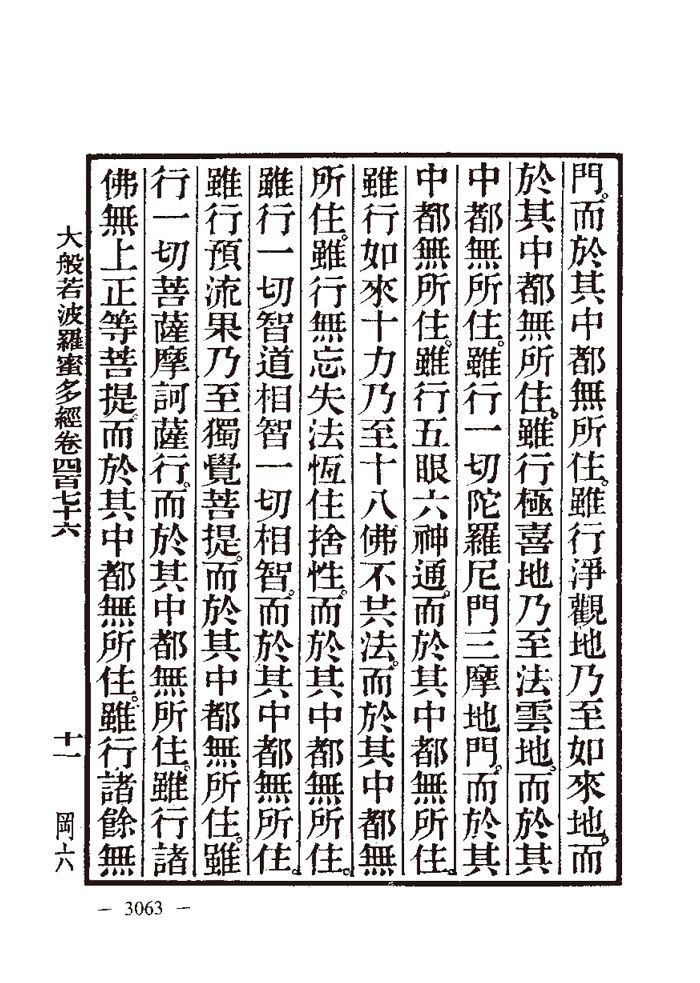 門。而於其中都無所住。雖行淨觀地乃至如來地。而
於其中都無所住。雖行極喜地乃至法雲地。而於其
中都無所住。雖行一切陀羅尼門三摩地門。而於其
中都無所住。雖行五眼六神通。而於其中都無所住。
雖行如來十力乃至十八佛不共法。而於其中都無
所住。雖行無忘失法恆住捨性。而於其中都無所住。
雖行一切智道相智一切相智。而於其中都無所住。
雖行預流果乃至獨覺菩提。而於其中都無所住。雖
行一切菩薩摩訶薩行。而於其中都無所住。雖行諸
佛無上正等菩提。而於其中都無所住。雖行諸餘無
大般若波羅蜜多經卷四百七十六 十一 岡六
— 3063 —